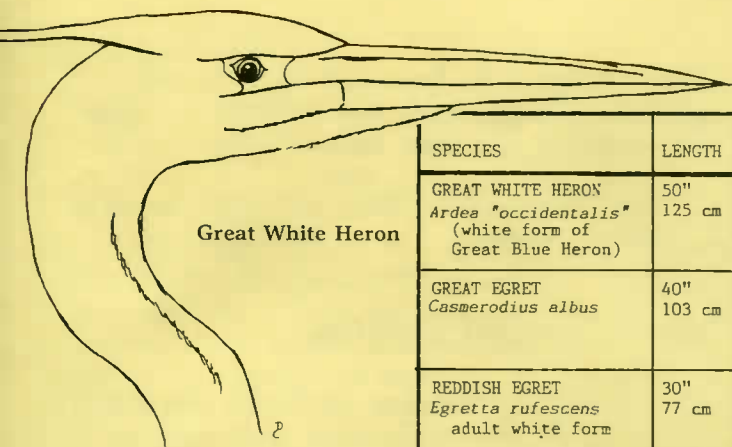 Great White Heron
SPECIES LENGTH
GREAT WHITE HERON 50"
Ardea "occidentalis" 125 cm
(white form of
Great Blue Heron)
GREAT EGRET 40"
Casmerodius albus 103 cm
REDDISH EGRET 30"
Egretta rufescens 77 cm
adult white form